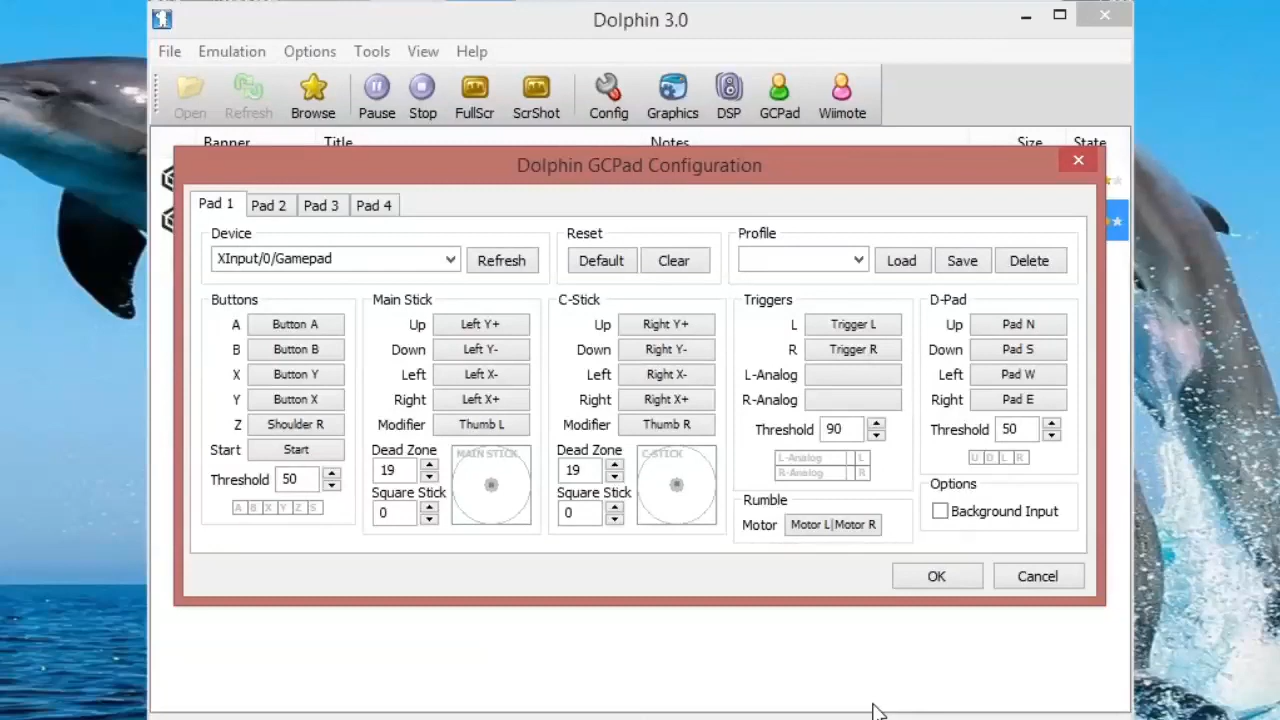 Dolphin 3.0
File Emulation Options Tools View Help
Open Refresh Browse Pause Stop FullScr ScrShot Config Graphics DSP GCPad Wiimote
Banner Title Notes Size State
Dolphin GCPad Configuration
Pad 1 Pad 2 Pad 3 Pad 4
Device
XInput/0/Gamepad Refresh
Reset
Default Clear
Profile
Load Save Delete
Buttons
A Button A
B Button B
X Button Y
Y Button X
Z Shoulder R
Start Start
Threshold 50
A B X Y Z S
Main Stick
Up Left Y+
Down Left Y-
Left Left X-
Right Left X+
Modifier Thumb L
Dead Zone
19
Square Stick
0
MAIN STICK
C-Stick
Up Right Y+
Down Right Y-
Left Right X-
Right Right X+
Modifier Thumb R
Dead Zone
19
Square Stick
0
C-STICK
Triggers
L Trigger L
R Trigger R
L-Analog
R-Analog
Threshold 90
L-Analog L
R-Analog R
Rumble
Motor Motor L|Motor R
D-Pad
Up Pad N
Down Pad S
Left Pad W
Right Pad E
Threshold 50
U D L R
Options
Background Input
OK Cancel